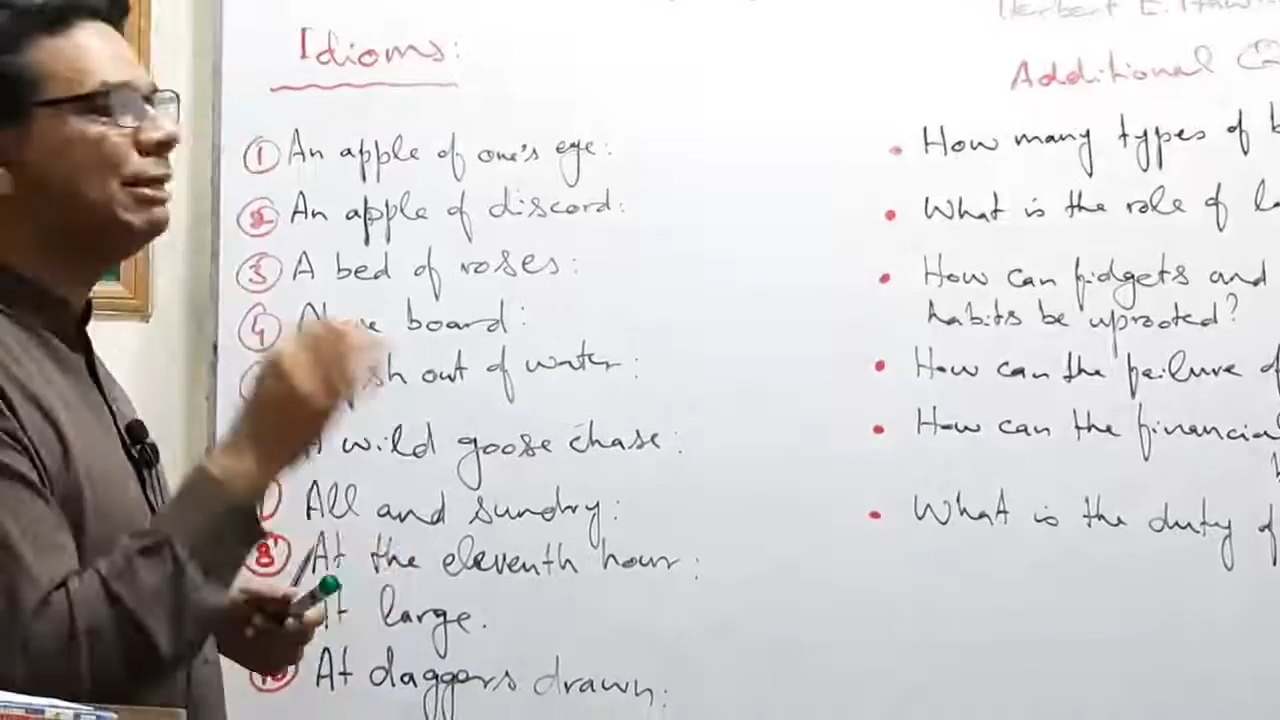 Idioms:
① An apple of one's eye:
② An apple of discord:
③ A bed of roses:
④ board:
out of water:
A wild goose chase:
All and sundry:
⑧ At the eleventh hour:
At large.
At daggers drawn:
Herbert E.
Additional
• How many types of
• What is the role of
• How can fidgets and
habits be uprooted?
• How can the failure of
• How can the financial
• What is the duty of